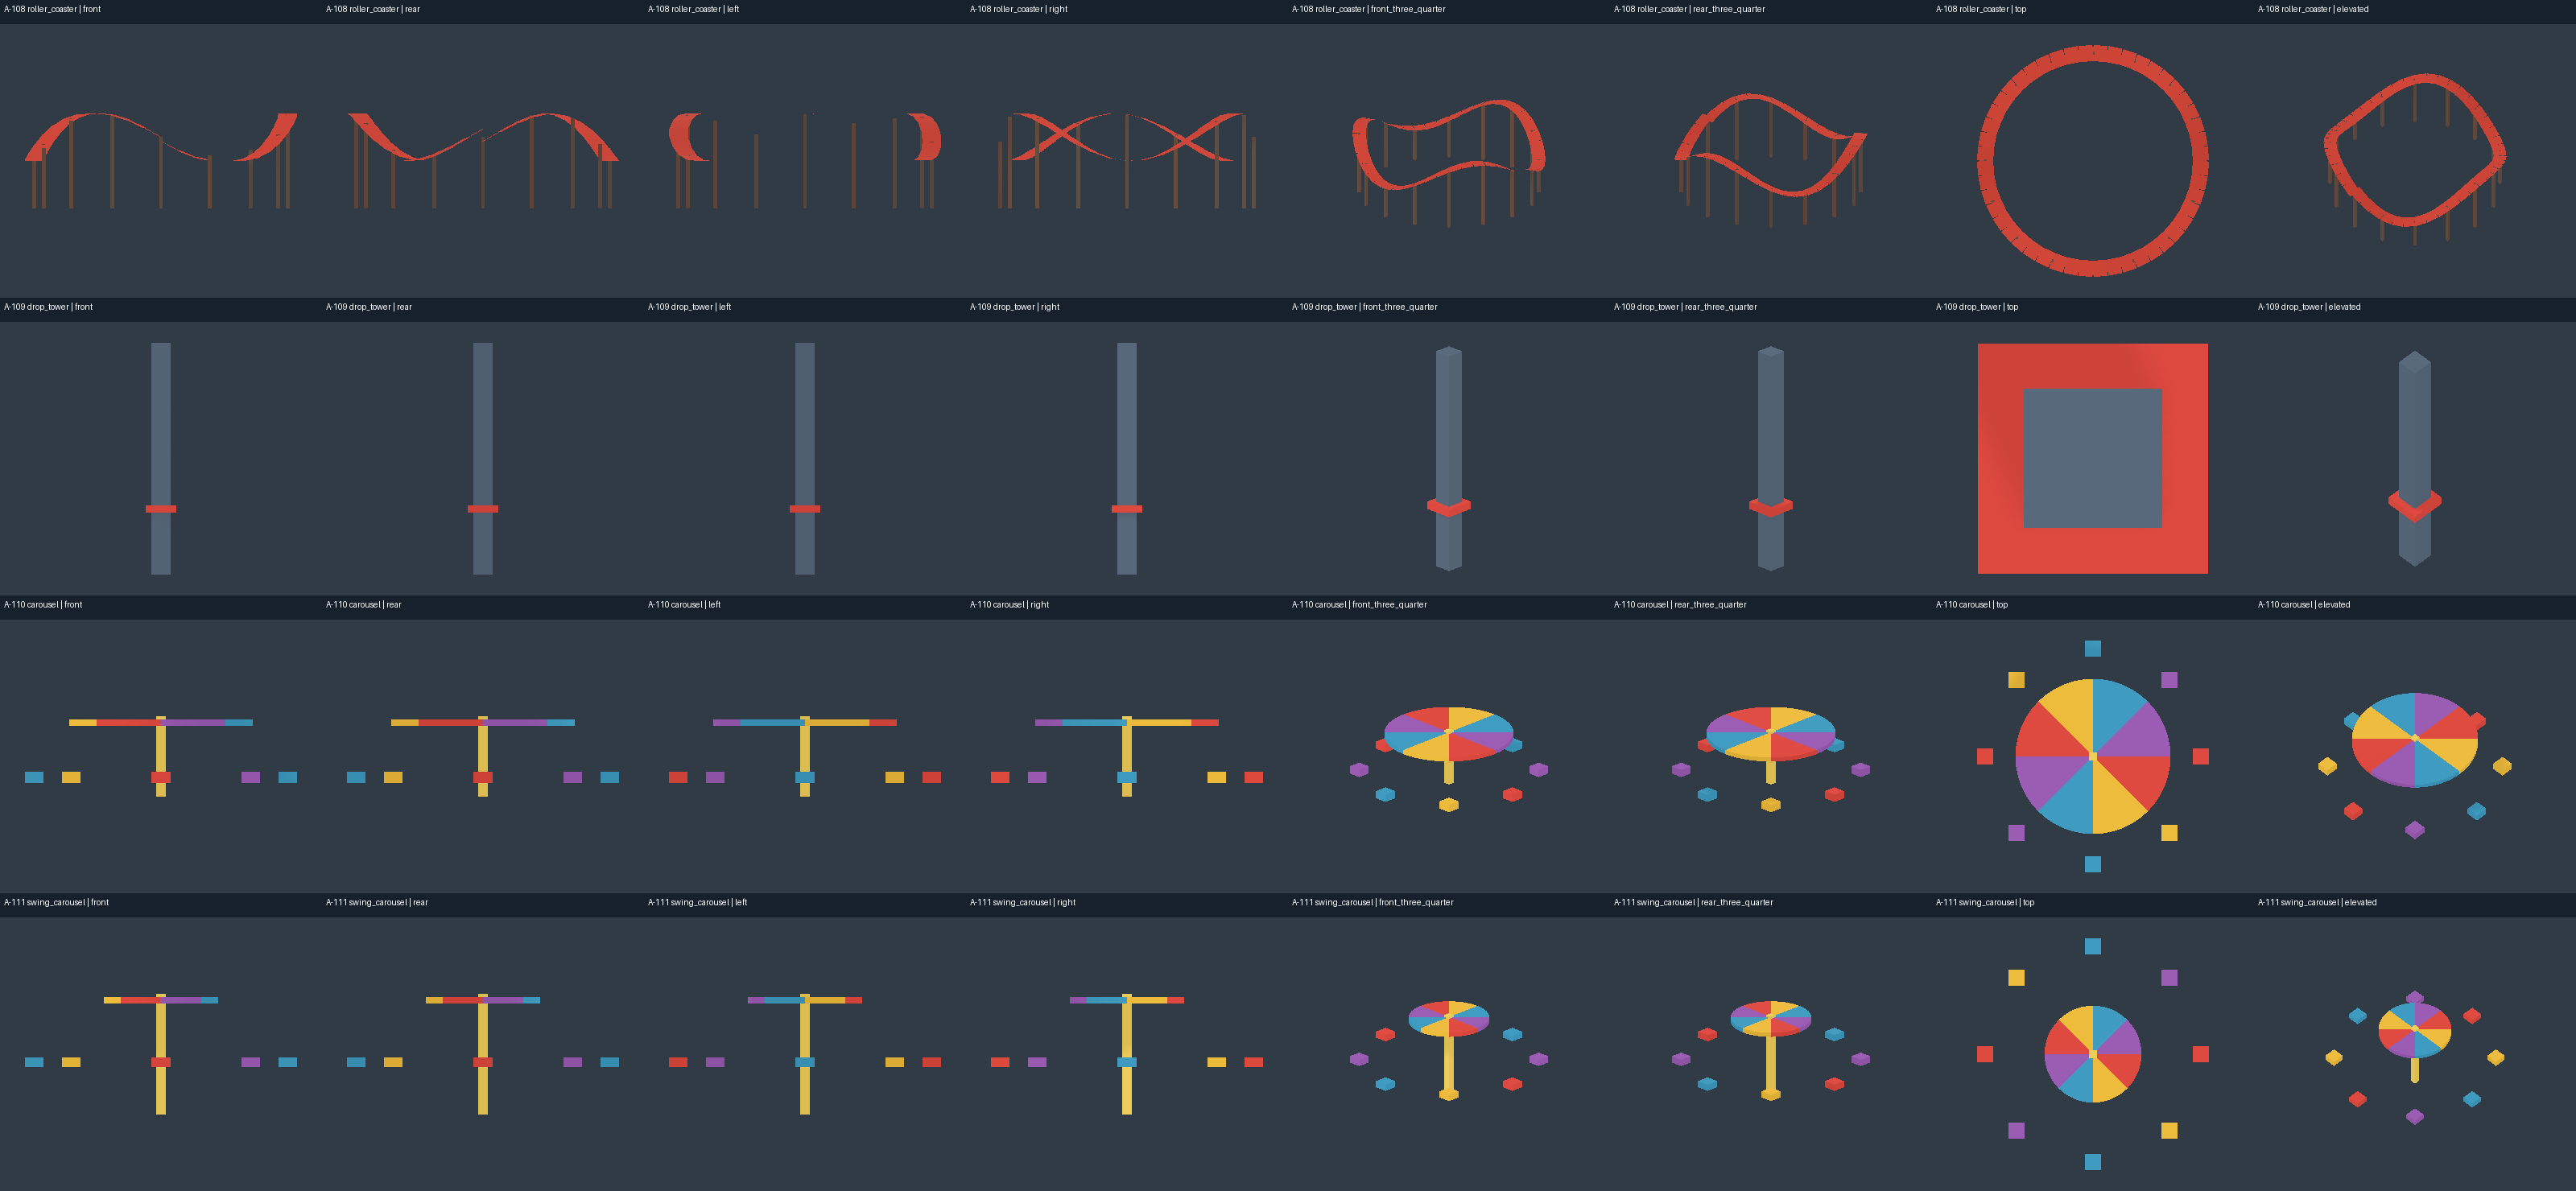 A-108 roller_coaster | front
A-108 roller_coaster | rear
A-108 roller_coaster | left
A-108 roller_coaster | right
A-108 roller_coaster | front_three_quarter
A-108 roller_coaster | rear_three_quarter
A-108 roller_coaster | top
A-108 roller_coaster | elevated
A-109 drop_tower | front
A-109 drop_tower | rear
A-109 drop_tower | left
A-109 drop_tower | right
A-109 drop_tower | front_three_quarter
A-109 drop_tower | rear_three_quarter
A-109 drop_tower | top
A-109 drop_tower | elevated
A-110 carousel | front
A-110 carousel | rear
A-110 carousel | left
A-110 carousel | right
A-110 carousel | front_three_quarter
A-110 carousel | rear_three_quarter
A-110 carousel | top
A-110 carousel | elevated
A-111 swing_carousel | front
A-111 swing_carousel | rear
A-111 swing_carousel | left
A-111 swing_carousel | right
A-111 swing_carousel | front_three_quarter
A-111 swing_carousel | rear_three_quarter
A-111 swing_carousel | top
A-111 swing_carousel | elevated